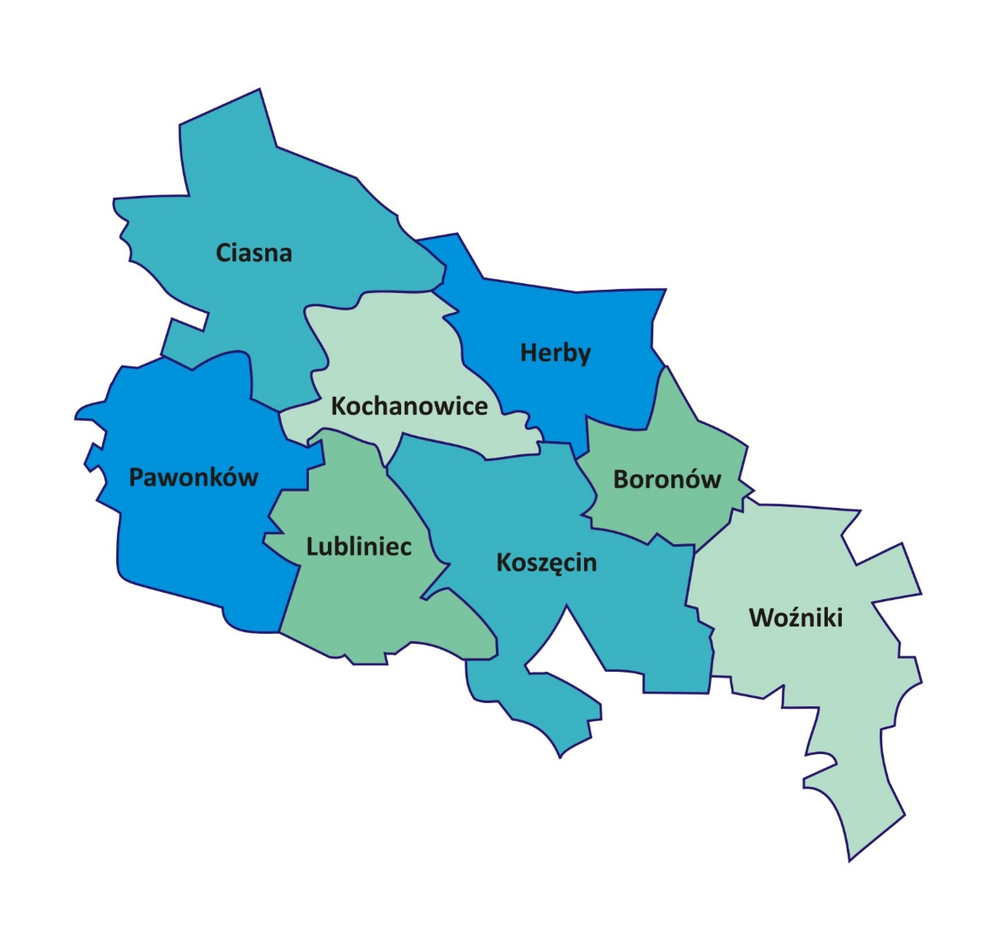 Ciasna
Herby
Kochanowice
Pawonków
Boronów
Lubliniec
Koszęcin
Woźniki